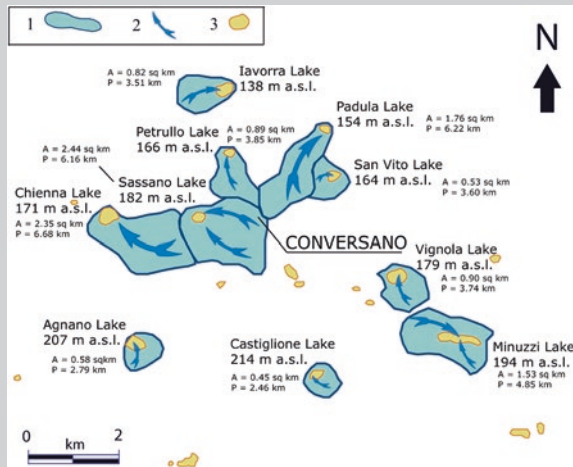 1
2
3
N
A = 0.82 sq km
P = 3.51 km
Iavorra Lake
138 m a.s.l.
Padula Lake
154 m a.s.l.
A = 1.76 sq km
P = 6.22 km
Petrullo Lake
166 m a.s.l.
A = 0.89 sq km
P = 3.85 km
A = 2.44 sq km
P = 6.16 km
San Vito Lake
164 m a.s.l.
A = 0.53 sq km
P = 3.60 km
Sassano Lake
182 m a.s.l.
Chienna Lake
171 m a.s.l.
A = 2.35 sq km
P = 6.68 km
CONVERSANO
Vignola Lake
179 m a.s.l.
A = 0.90 sq km
P = 3.74 km
Agnano Lake
207 m a.s.l.
A = 0.58 sqkm
P = 2.79 km
Castiglione Lake
214 m a.s.l.
A = 0.45 sq km
P = 2.46 km
Minuzzi Lake
194 m a.s.l.
A = 1.53 sq km
P = 4.85 km
0
2
km